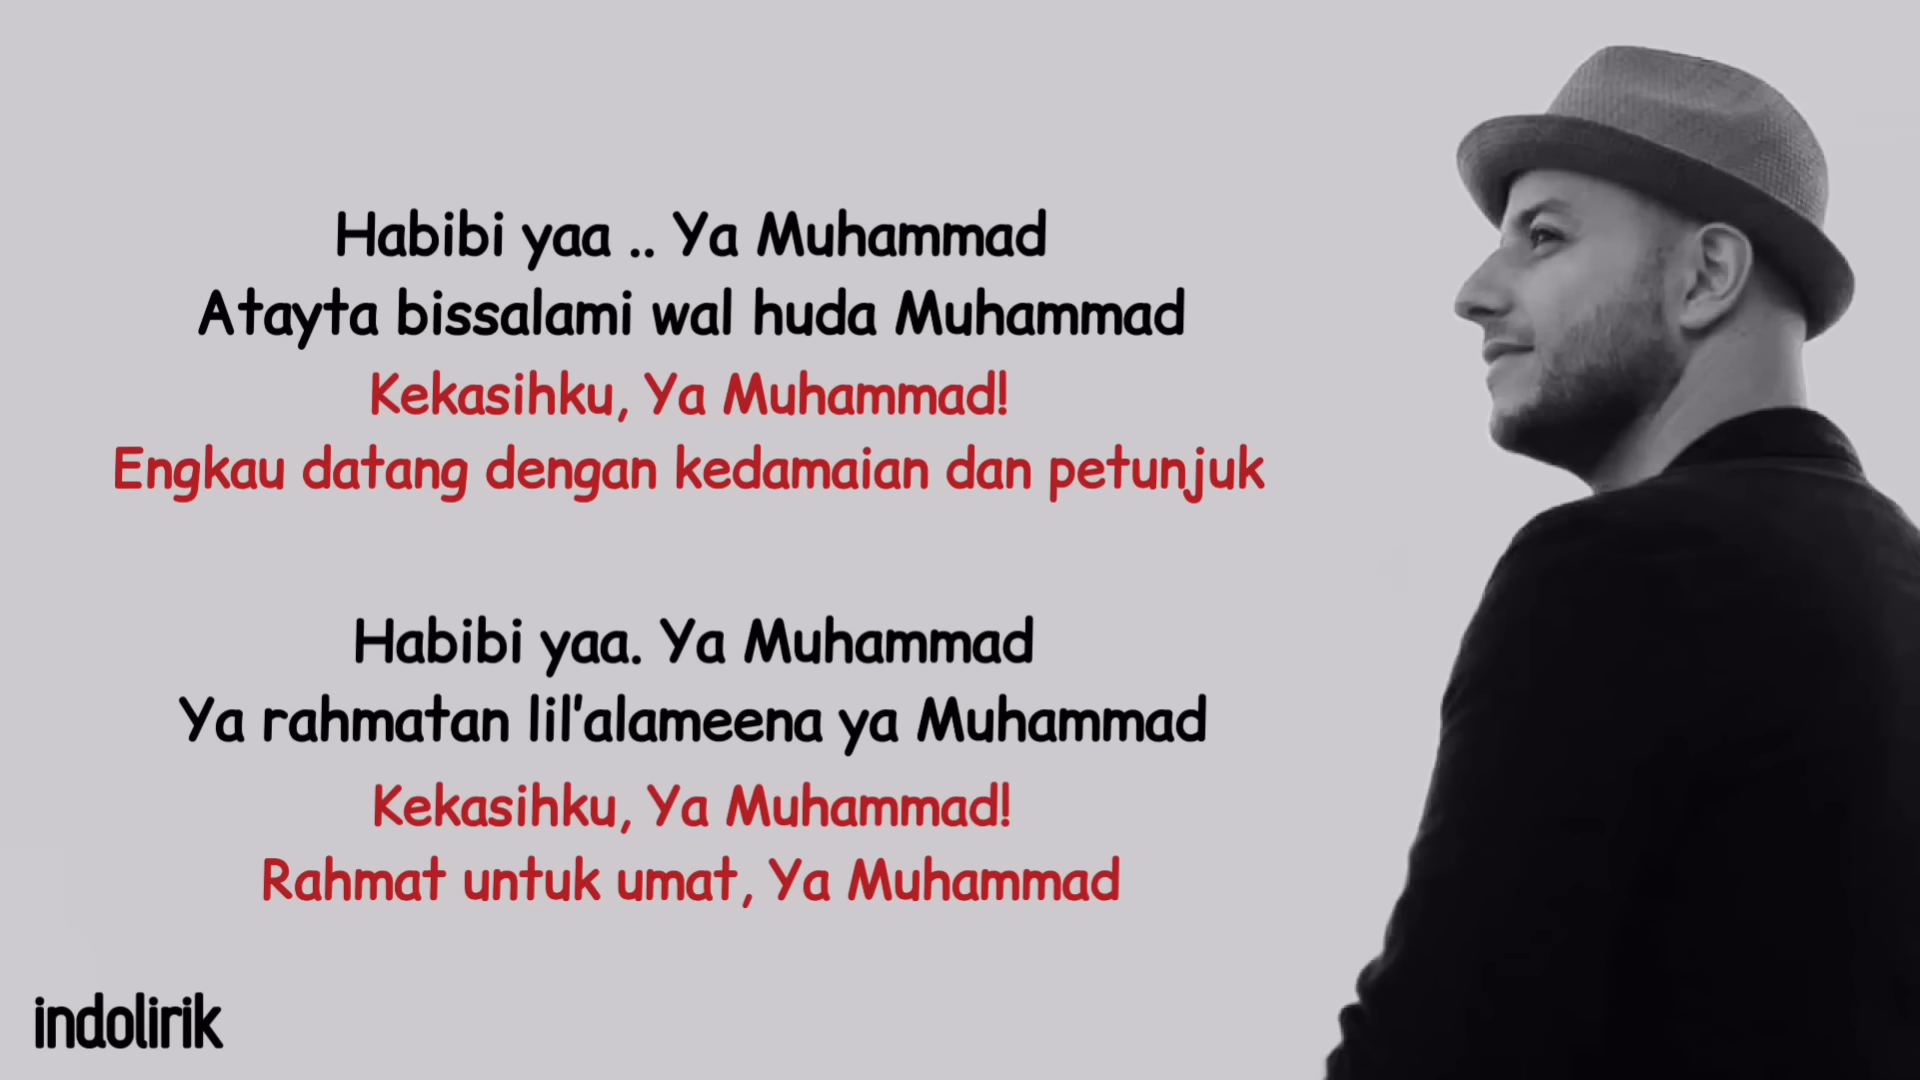 Habibi yaa .. Ya Muhammad
Atayta bissalami wal huda Muhammad
Kekasihku, Ya Muhammad!
Engkau datang dengan kedamaian dan petunjuk
Habibi yaa. Ya Muhammad
Ya rahmatan lil'alameena ya Muhammad
Kekasihku, Ya Muhammad!
Rahmat untuk umat, Ya Muhammad
indolirik